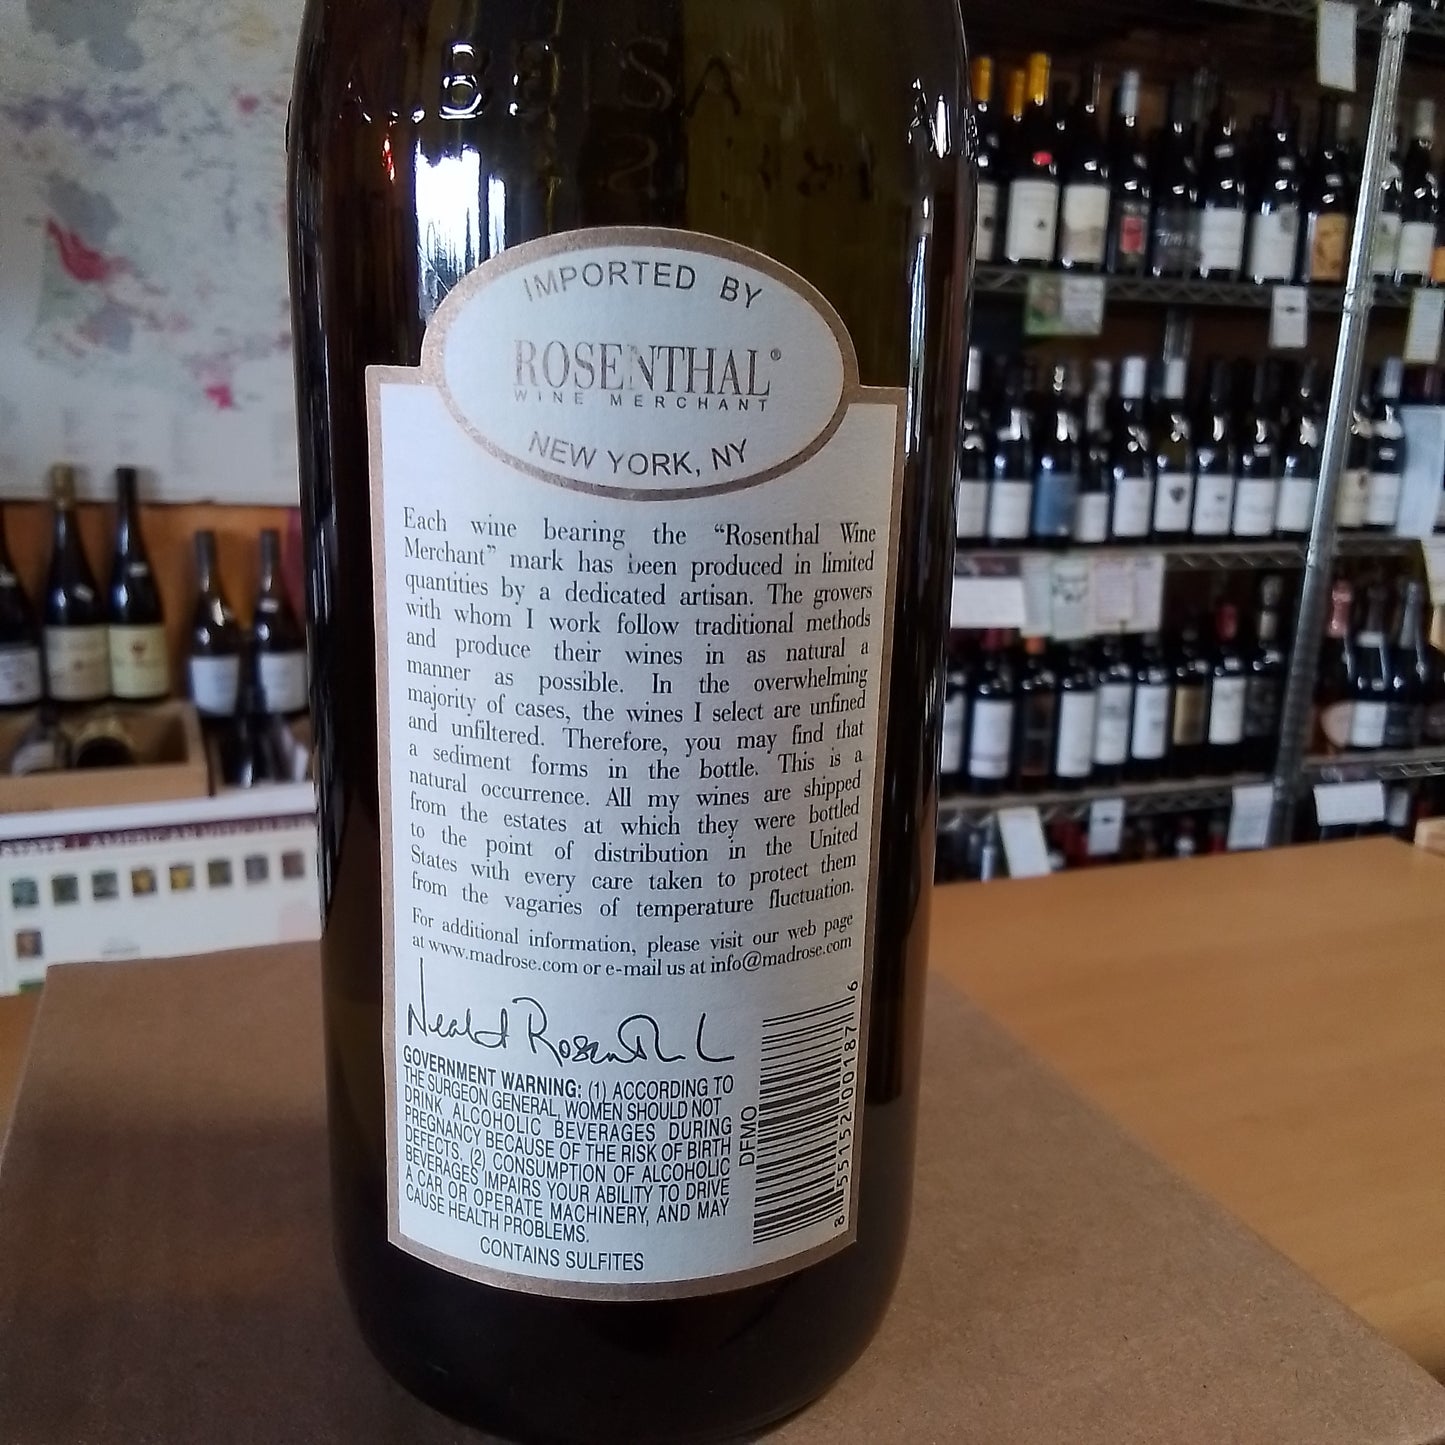 ALBEISA
IMPORTED BY
ROSENTHAL®
WINE MERCHANT
NEW YORK, NY
Each wine bearing the “Rosenthal Wine
Merchant” mark has been produced in limited
quantities by a dedicated artisan. The growers
with whom I work follow traditional methods
and produce their wines in as natural a
manner as possible. In the overwhelming
majority of cases, the wines I select are unfined
and unfiltered. Therefore, you may find that
a sediment forms in the bottle. This is a
natural occurrence. All my wines are shipped
from the estates at which they were bottled
to the point of distribution in the United
States with every care taken to protect them
from the vagaries of temperature fluctuation.
For additional information, please visit our web page
at www.madrose.com or e-mail us at info@madrose.com
Neal Rosenthal
GOVERNMENT WARNING: (1) ACCORDING TO
THE SURGEON GENERAL, WOMEN SHOULD NOT
DRINK ALCOHOLIC BEVERAGES DURING
PREGNANCY BECAUSE OF THE RISK OF BIRTH
DEFECTS. (2) CONSUMPTION OF ALCOHOLIC
BEVERAGES IMPAIRS YOUR ABILITY TO DRIVE
A CAR OR OPERATE MACHINERY, AND MAY
CAUSE HEALTH PROBLEMS.
CONTAINS SULFITES
DFMO
8 55152 00187 6